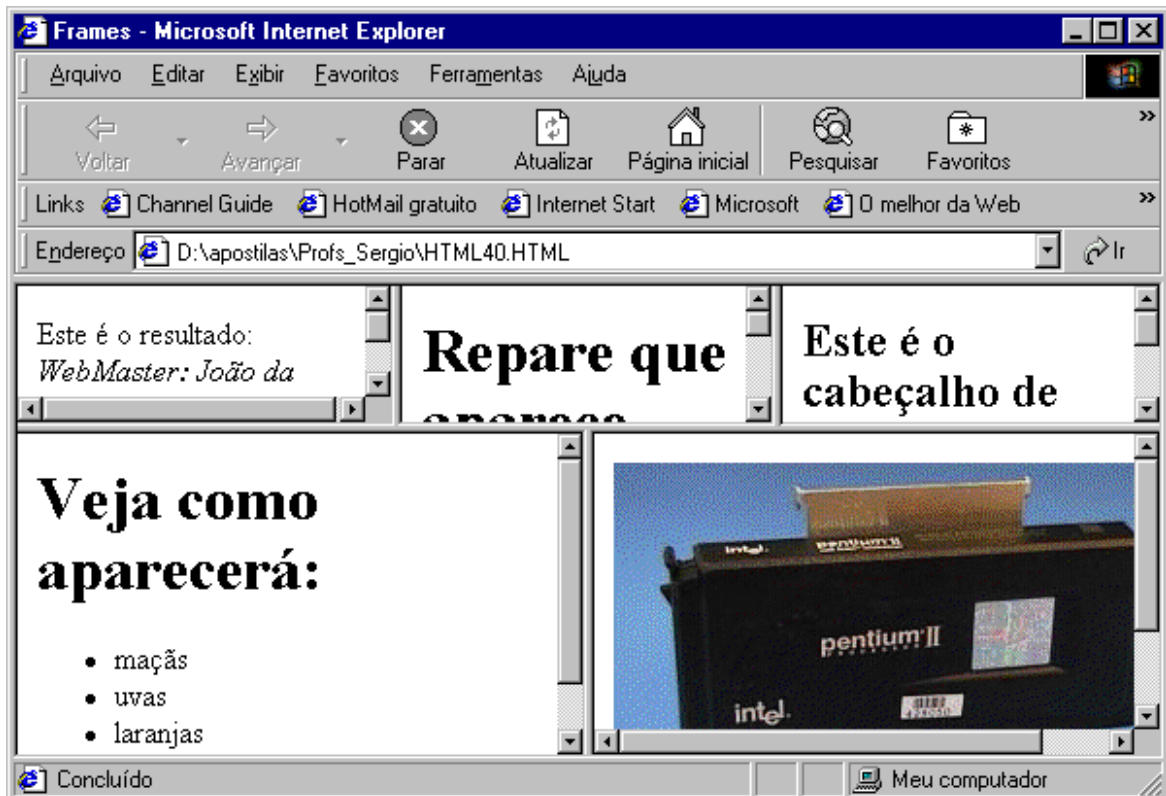 Frames - Microsoft Internet Explorer
Arquivo Editar Exibir Favoritos Ferramentas Ajuda
Voltar Avançar Parar Atualizar Página inicial Pesquisar Favoritos
Links Channel Guide HotMail gratuito Internet Start Microsoft O melhor da Web
Endereço D:\apostilas\Profs_Sergio\HTML40.HTML Ir
Este é o resultado:
WebMaster: João da
Repare que
aparece
Este é o
cabeçalho de
Veja como
aparecerá:
• maçãs
• uvas
• laranjas
intel. pentium II
pentium II
intel.
Concluído Meu computador